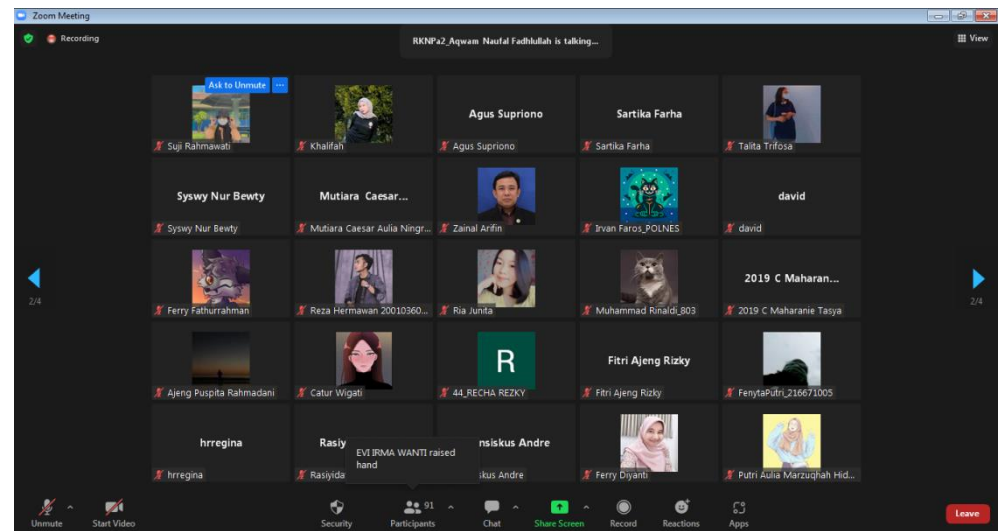 Zoom Meeting
Recording
RKNPa2_Aqwam Naufal Fadhlullah is talking...
View
Ask to Unmute ...
Suji Rahmawati
Khalifah
Agus Supriono
Agus Supriono
Sartika Farha
Sartika Farha
Talita Trifosa
Syswy Nur Bewty
Syswy Nur Bewty
Mutiara Caesar...
Mutiara Caesar Aulia Ningr...
Zainal Arifin
Irvan Faros_POLNES
david
david
2/4
Ferry Fathurrahman
Reza Hermawan 20010360...
Ria Junita
Muhammad Rinaldi_803
2019 C Maharan...
2019 C Maharanie Tasya
2/4
Ajeng Puspita Rahmadani
Catur Wigati
R
44_RECHA REZKY
Fitri Ajeng Rizky
Fitri Ajeng Rizky
FenytaPutri_216671005
hrregina
hrregina
Rasiy
Rasiyida
nsiskus Andre
skus Andre
EVI IRMA WANTI raised
hand
Ferry Diyanti
Putri Aulia Marzuqhah Hid...
Unmute
Start Video
Security
91
Participants
Chat
Share Screen
Record
Reactions
Apps
Leave